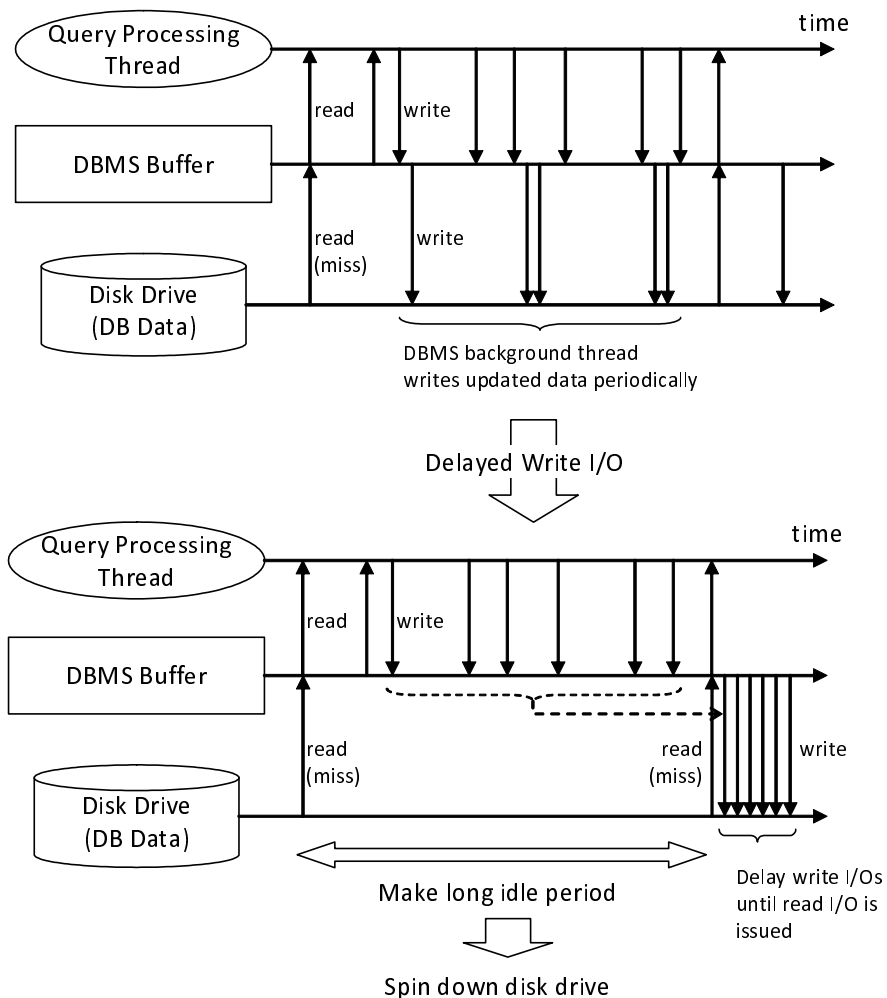 time
Query Processing
Thread
read
write
DBMS Buffer
read
(miss)
write
Disk Drive
(DB Data)
DBMS background thread
writes updated data periodically
Delayed Write I/O
time
Query Processing
Thread
read
write
DBMS Buffer
read
(miss)
read
(miss)
write
Disk Drive
(DB Data)
Make long idle period
Delay write I/Os
until read I/O is
issued
Spin down disk drive